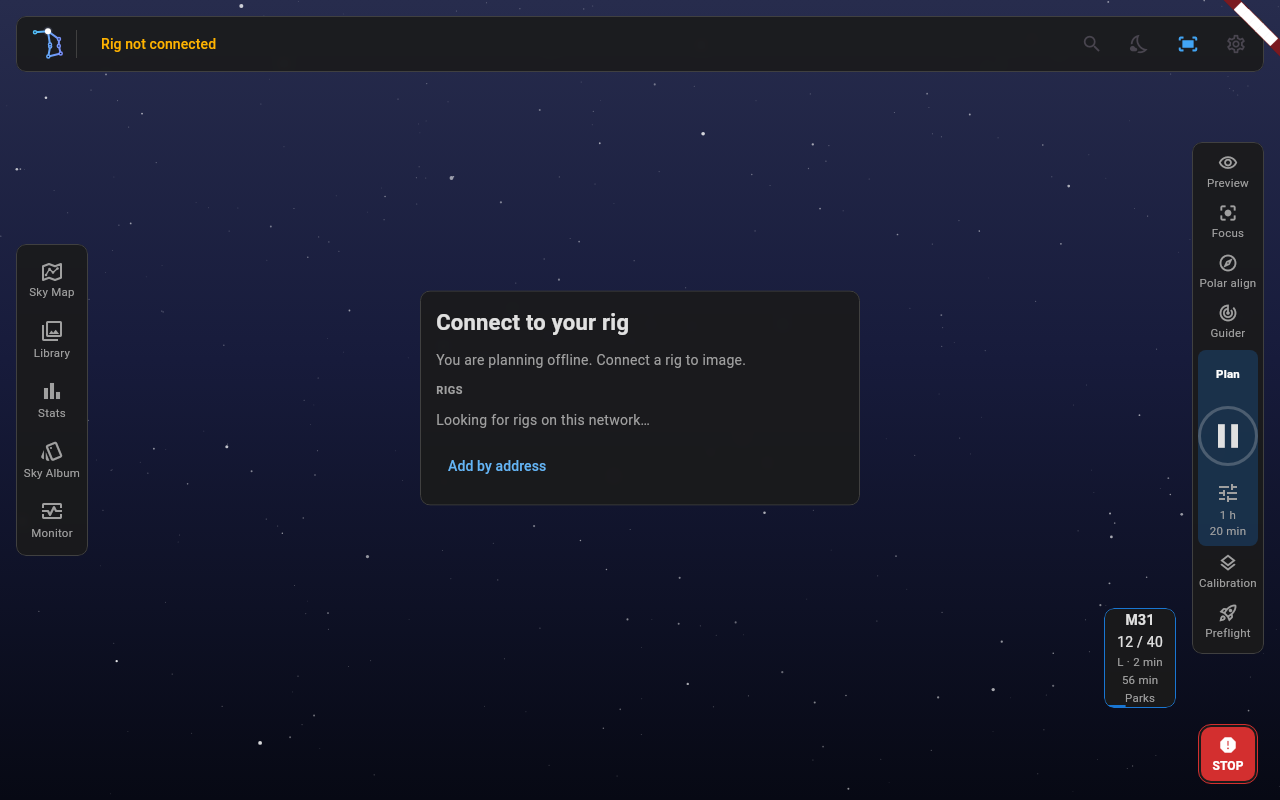 Rig not connected
Sky Map
Library
Stats
Sky Album
Monitor
Connect to your rig
You are planning offline. Connect a rig to image.
RIGS
Looking for rigs on this network…
Add by address
Preview
Focus
Polar align
Guider
Plan
1 h
20 min
Calibration
Preflight
M31
12 / 40
L · 2 min
56 min
Parks
STOP